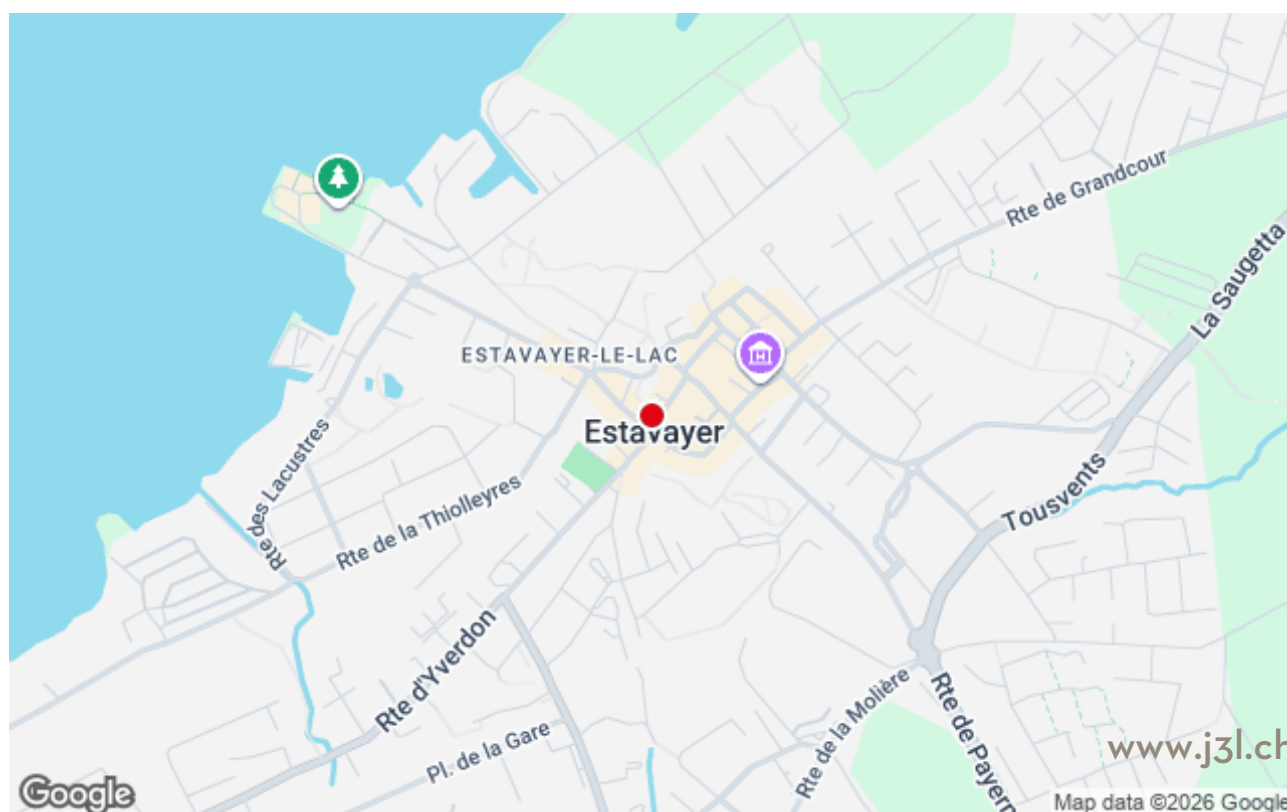 Rte de Grandcour
La Saugetta
ESTAVAYER-LE-LAC
Estavayer
Rte des Lacustres
Rte de la Thiolleyres
Tousvents
Rte d'Yverdon
Pl. de la Gare
Rte de la Molière
Rte de Payern
www.j3l.ch
Google
Map data ©2026 Google